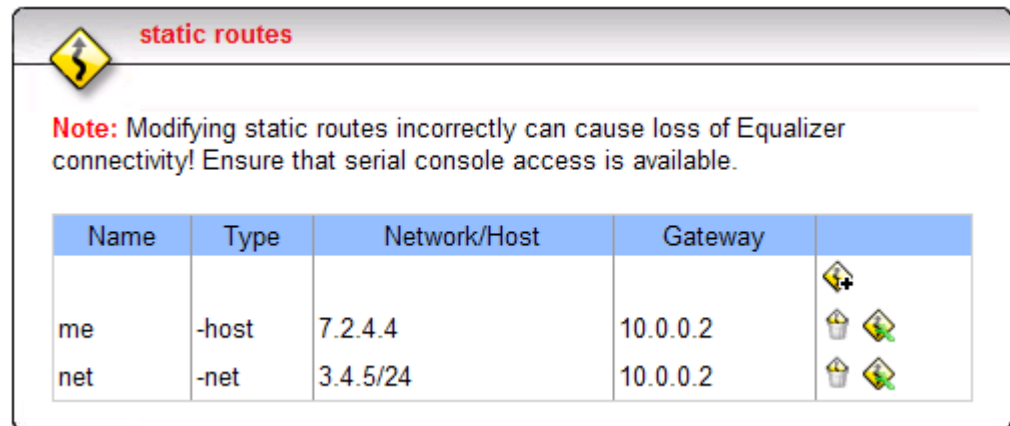 static routes
Note: Modifying static routes incorrectly can cause loss of Equalizer
connectivity! Ensure that serial console access is available.
Name Type Network/Host Gateway
me -host 7.2.4.4 10.0.0.2
net -net 3.4.5/24 10.0.0.2